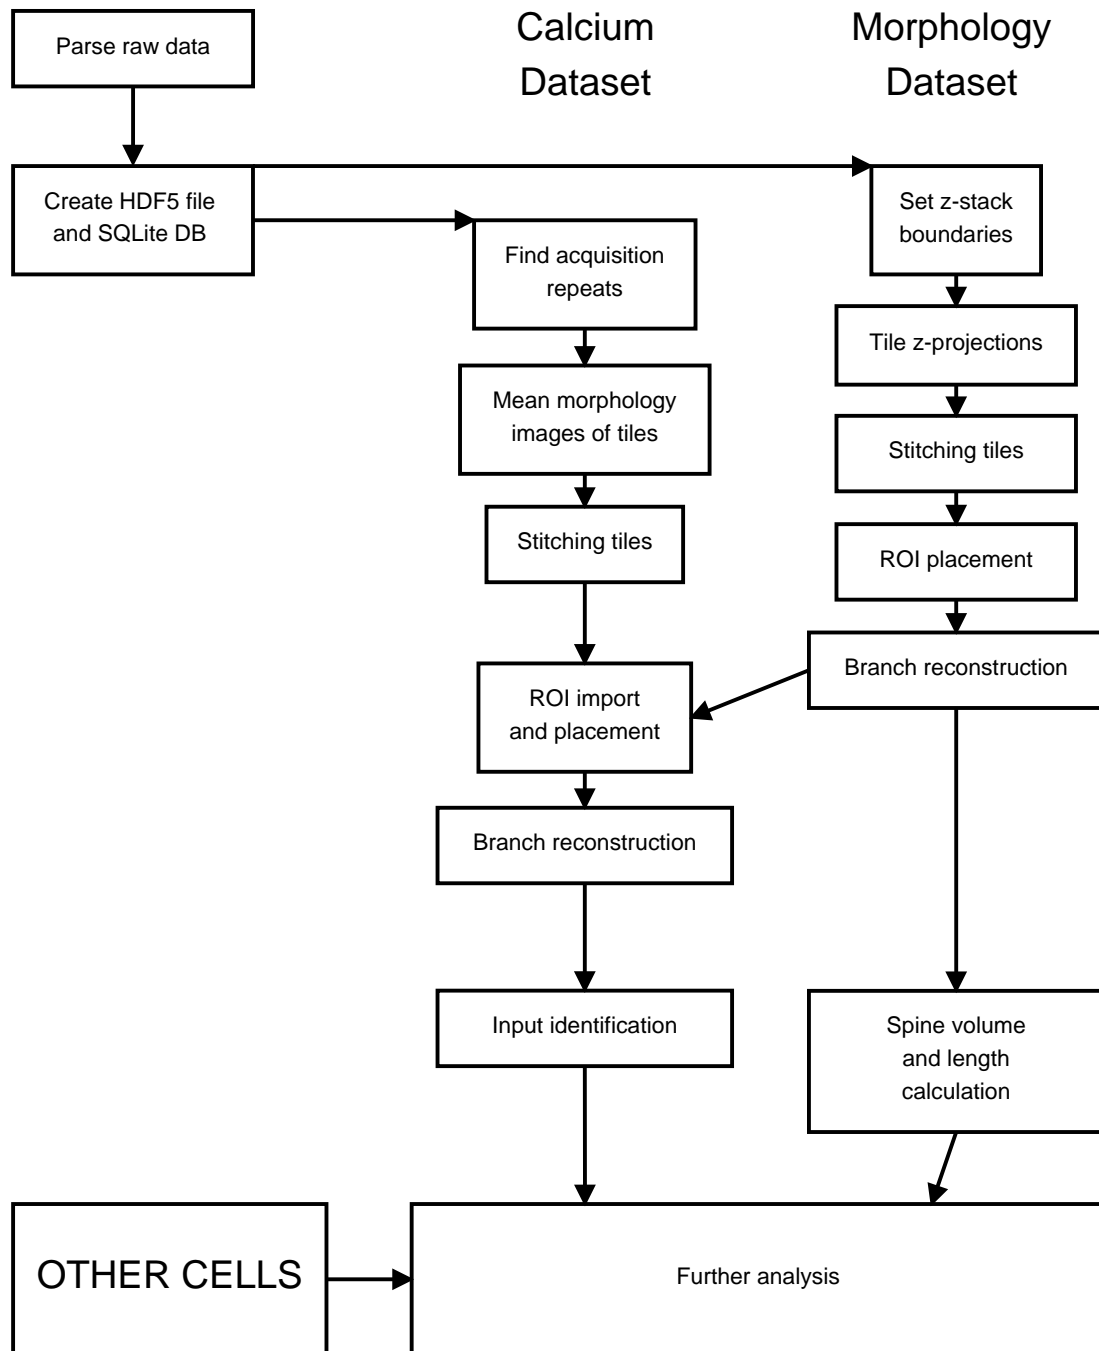 Parse raw data
Calcium
Dataset
Morphology
Dataset
Create HDF5 file
and SQLite DB
Set z-stack
boundaries
Find acquisition
repeats
Tile z-projections
Mean morphology
images of tiles
Stitching tiles
Stitching tiles
ROI placement
Branch reconstruction
ROI import
and placement
Branch reconstruction
Input identification
Spine volume
and length
calculation
OTHER CELLS
Further analysis